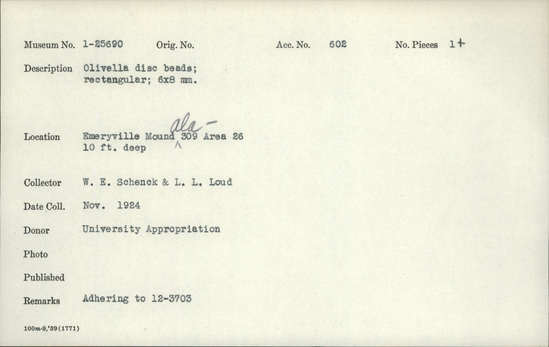 Museum No. 1-25690 Orig. No. Acc. No. 602 No. Pieces 1+
Description Olivella disc beads;
rectangular; 6x8 mm.
ala-
Location Emeryville Mound ^ 309 Area 26
10 ft. deep
Collector W. E. Schenck & L. L. Loud
Date Coll. Nov. 1924
Donor University Appropriation
Photo
Published
Remarks Adhering to 12-3703
100m-9,'39(1771)